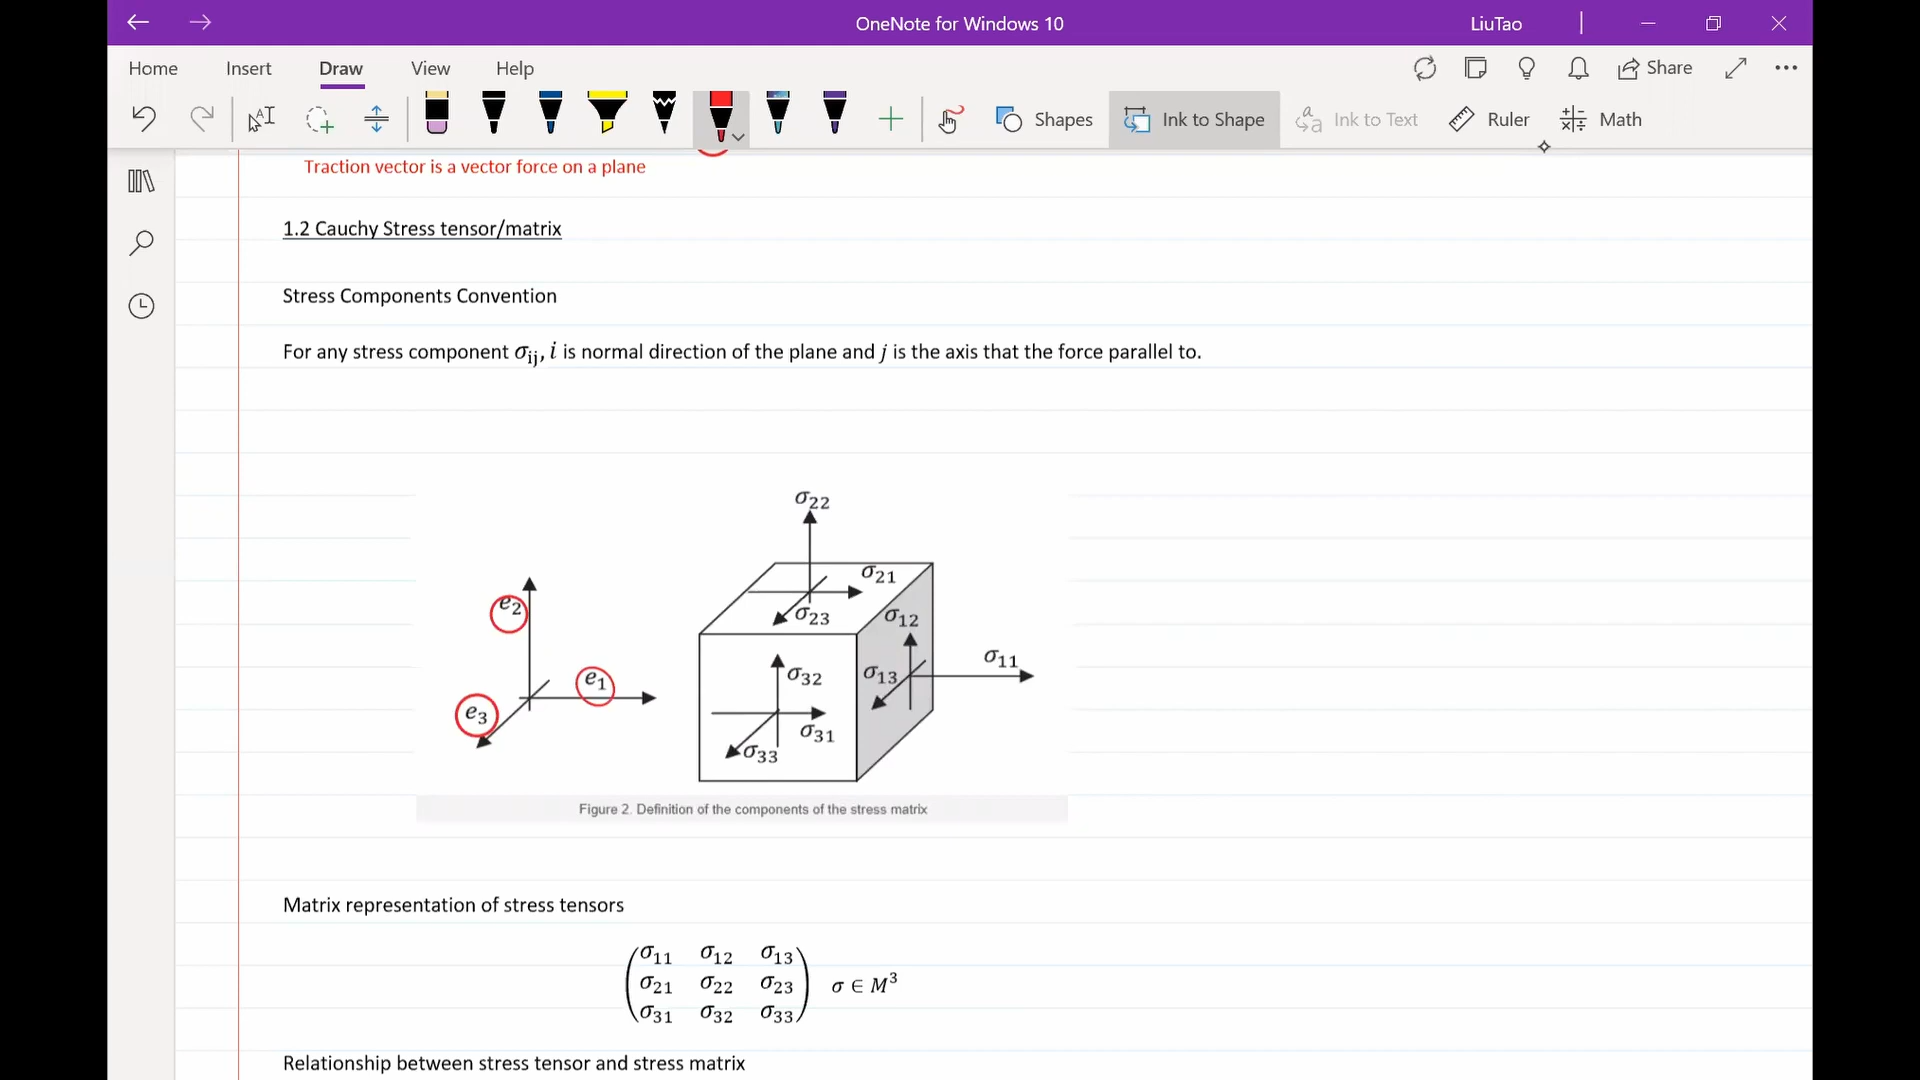 OneNote for Windows 10
LiuTao
Home Insert Draw View Help
Share
Shapes Ink to Shape Ink to Text Ruler Math
Traction vector is a vector force on a plane
1.2 Cauchy Stress tensor/matrix
Stress Components Convention
For any stress component σij, i is normal direction of the plane and j is the axis that the force parallel to.
σ22
σ21
e2
σ23
σ12
σ11
e1
σ32
σ13
e3
σ31
σ33
Figure 2. Definition of the components of the stress matrix
Matrix representation of stress tensors
σ11 σ12 σ13
σ21 σ22 σ23 σ ∈ M³
σ31 σ32 σ33
Relationship between stress tensor and stress matrix